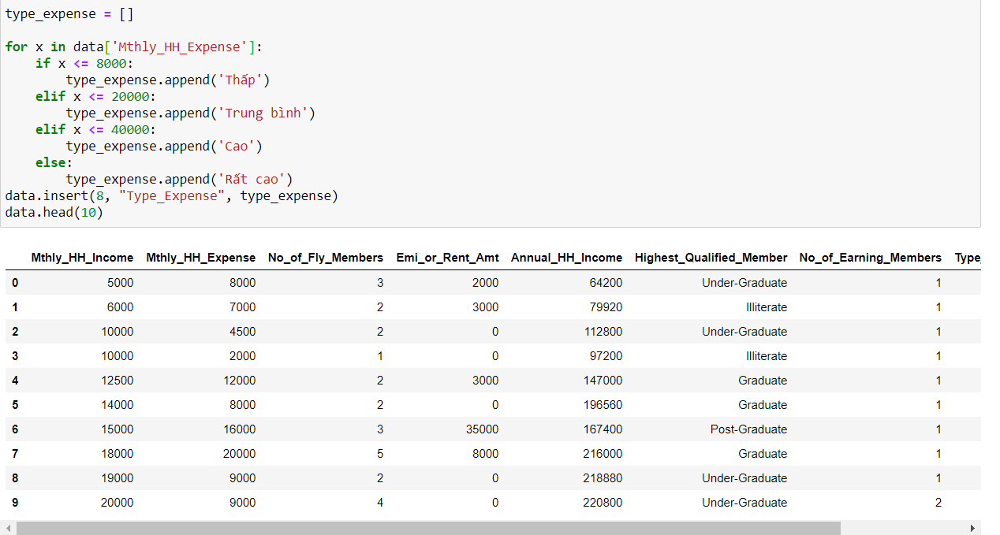 type_expense = []
for x in data['Mthly_HH_Expense']:
    if x <= 8000:
        type_expense.append('Thấp')
    elif x <= 20000:
        type_expense.append('Trung bình')
    elif x <= 40000:
        type_expense.append('Cao')
    else:
        type_expense.append('Rất cao')
data.insert(8, "Type_Expense", type_expense)
data.head(10)
Mthly_HH_Income Mthly_HH_Expense No_of_Fly_Members Emi_or_Rent_Amt Annual_HH_Income Highest_Qualified_Member No_of_Earning_Members Type_
0 5000 8000 3 2000 64200 Under-Graduate 1
1 6000 7000 2 3000 79920 Illiterate 1
2 10000 4500 2 0 112800 Under-Graduate 1
3 10000 2000 1 0 97200 Illiterate 1
4 12500 12000 2 3000 147000 Graduate 1
5 14000 8000 2 0 196560 Graduate 1
6 15000 16000 3 35000 167400 Post-Graduate 1
7 18000 20000 5 8000 216000 Graduate 1
8 19000 9000 2 0 218880 Under-Graduate 1
9 20000 9000 4 0 220800 Under-Graduate 2